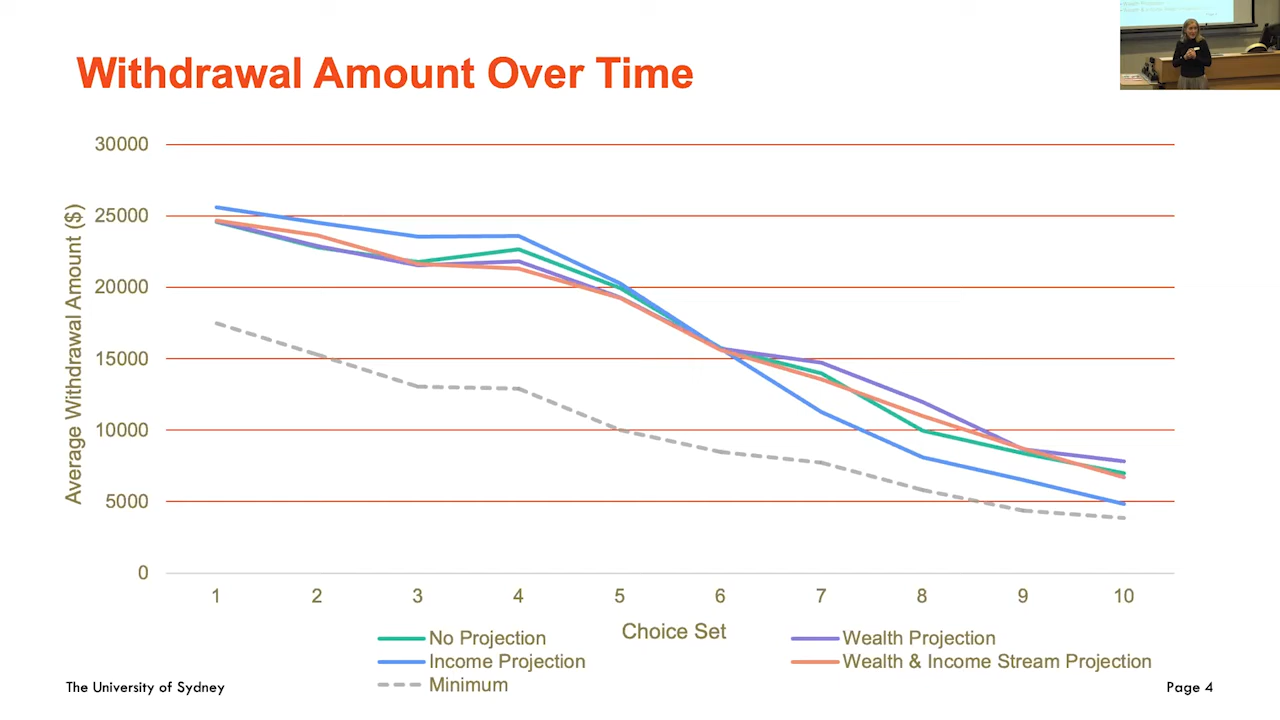 Withdrawal Amount Over Time
Average Withdrawal Amount ($)
30000
25000
20000
15000
10000
5000
0
1 2 3 4 5 6 7 8 9 10
Choice Set
No Projection
Wealth Projection
Income Projection
Wealth & Income Stream Projection
Minimum
The University of Sydney
Page 4